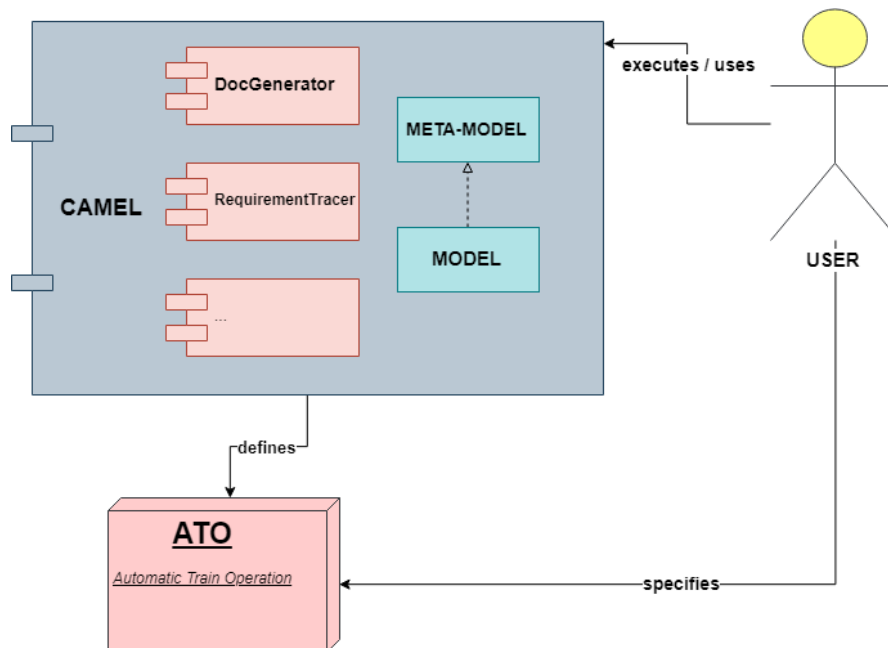 DocGenerator
executes / uses
META-MODEL
CAMEL
RequirementTracer
MODEL
USER
...
defines
ATO
Automatic Train Operation
specifies